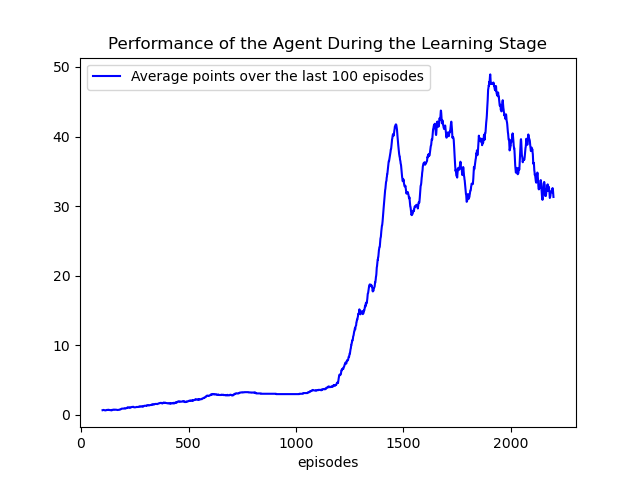 Performance of the Agent During the Learning Stage
Average points over the last 100 episodes
50
40
30
20
10
0
0 500 1000 1500 2000
episodes